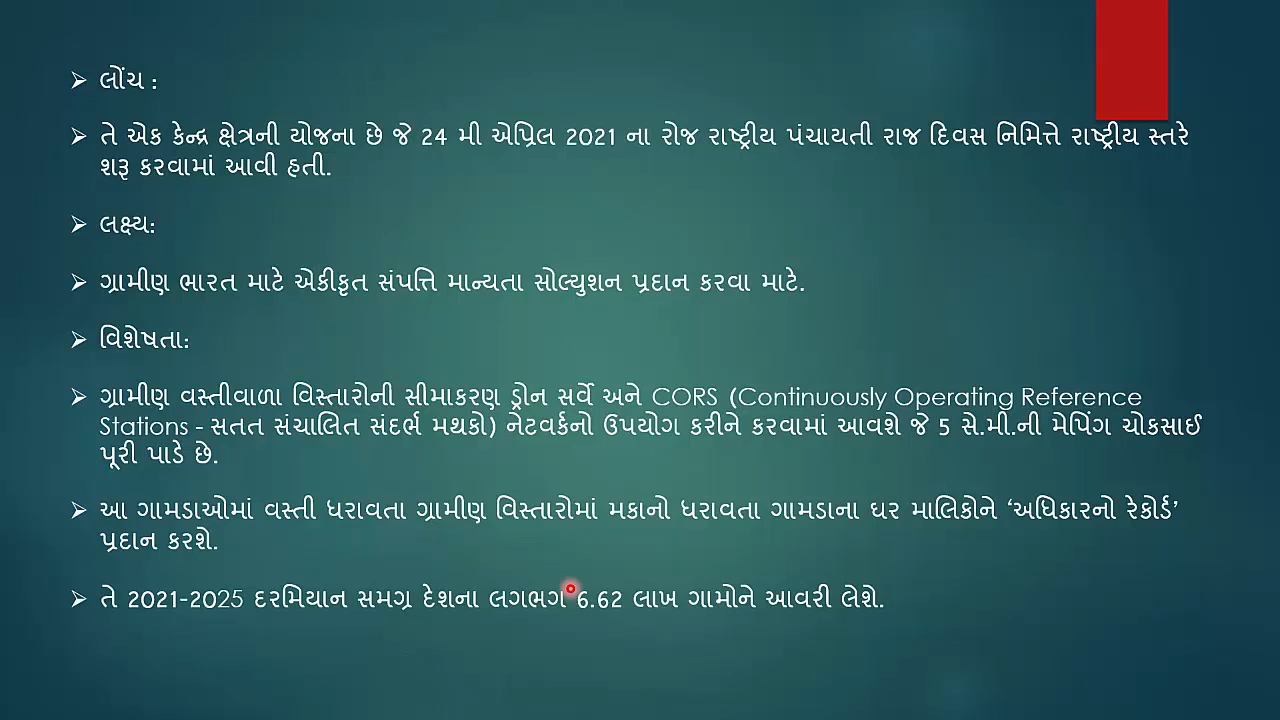 ➢ લોંચ :
➢ તે એક કેન્દ્ર ક્ષેત્રની યોજના છે જે 24 મી એપ્રિલ 2021 ના રોજ રાષ્ટ્રીય પંચાયતી રાજ દિવસ નિમિત્તે રાષ્ટ્રીય સ્તરે
શરૂ કરવામાં આવી હતી.
➢ લક્ષ્ય:
➢ ગ્રામીણ ભારત માટે એકીકૃત સંપત્તિ માન્યતા સોલ્યુશન પ્રદાન કરવા માટે.
➢ વિશેષતા:
➢ ગ્રામીણ વસ્તીવાળા વિસ્તારોની સીમાકરણ ડ્રોન સર્વે અને CORS (Continuously Operating Reference
Stations - સતત સંચાલિત સંદર્ભ મથકો) નેટવર્કનો ઉપયોગ કરીને કરવામાં આવશે જે 5 સે.મી.ની મેપિંગ ચોકસાઈ
પૂરી પાડે છે.
➢ આ ગામડાઓમાં વસ્તી ધરાવતા ગ્રામીણ વિસ્તારોમાં મકાનો ધરાવતા ગામડાના ઘર માલિકોને ‘અધિકારનો રેકોર્ડ’
પ્રદાન કરશે.
➢ તે 2021-2025 દરમિયાન સમગ્ર દેશના લગભગ 6.62 લાખ ગામોને આવરી લેશે.